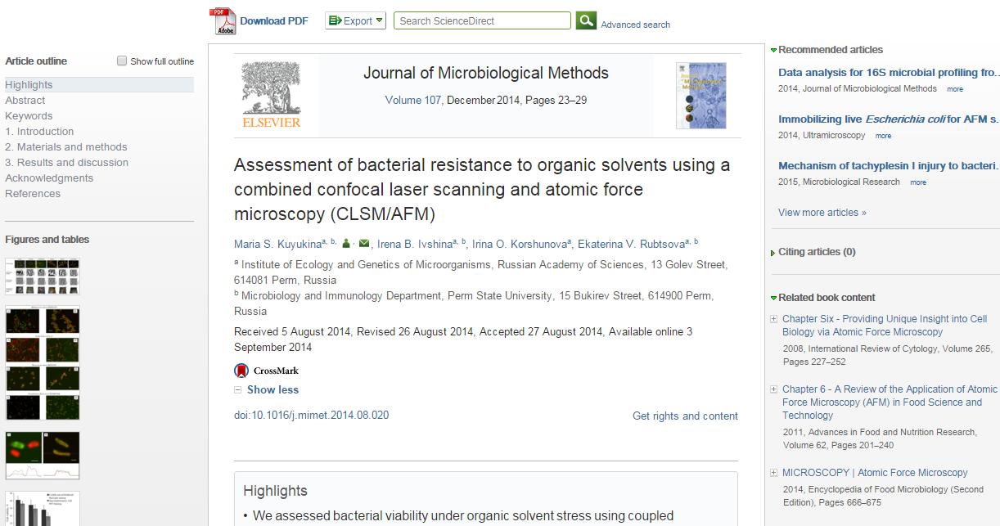 Download PDF
Export
Search ScienceDirect
Advanced search
Article outline
Show full outline
Highlights
Abstract
Keywords
1. Introduction
2. Materials and methods
3. Results and discussion
Acknowledgments
References
Figures and tables
PDF
Adobe
ELSEVIER
Journal of Microbiological Methods
Volume 107, December 2014, Pages 23–29
Assessment of bacterial resistance to organic solvents using a
combined confocal laser scanning and atomic force
microscopy (CLSM/AFM)
Maria S. Kuyukina^a, b, ·, Irena B. Ivshina^a, b, Irina O. Korshunova^a, Ekaterina V. Rubtsova^a, b
^a Institute of Ecology and Genetics of Microorganisms, Russian Academy of Sciences, 13 Golev Street,
614081 Perm, Russia
^b Microbiology and Immunology Department, Perm State University, 15 Bukirev Street, 614900 Perm,
Russia
Received 5 August 2014, Revised 26 August 2014, Accepted 27 August 2014, Available online 3
September 2014
CrossMark
Show less
doi:10.1016/j.mimet.2014.08.020
Get rights and content
Highlights
• We assessed bacterial viability under organic solvent stress using coupled
Recommended articles
Data analysis for 16S microbial profiling fro...
2014, Journal of Microbiological Methods more
Immobilizing live Escherichia coli for AFM s.
2014, Ultramicroscopy more
Mechanism of tachyplesin I injury to bacteri.
2015, Microbiological Research more
View more articles »
Citing articles (0)
Related book content
Chapter Six - Providing Unique Insight into Cell
Biology via Atomic Force Microscopy
2008, International Review of Cytology, Volume 265,
Pages 227–252
Chapter 6 - A Review of the Application of Atomic
Force Microscopy (AFM) in Food Science and
Technology
2011, Advances in Food and Nutrition Research,
Volume 62, Pages 201–240
MICROSCOPY | Atomic Force Microscopy
2014, Encyclopedia of Food Microbiology (Second
Edition), Pages 666–675